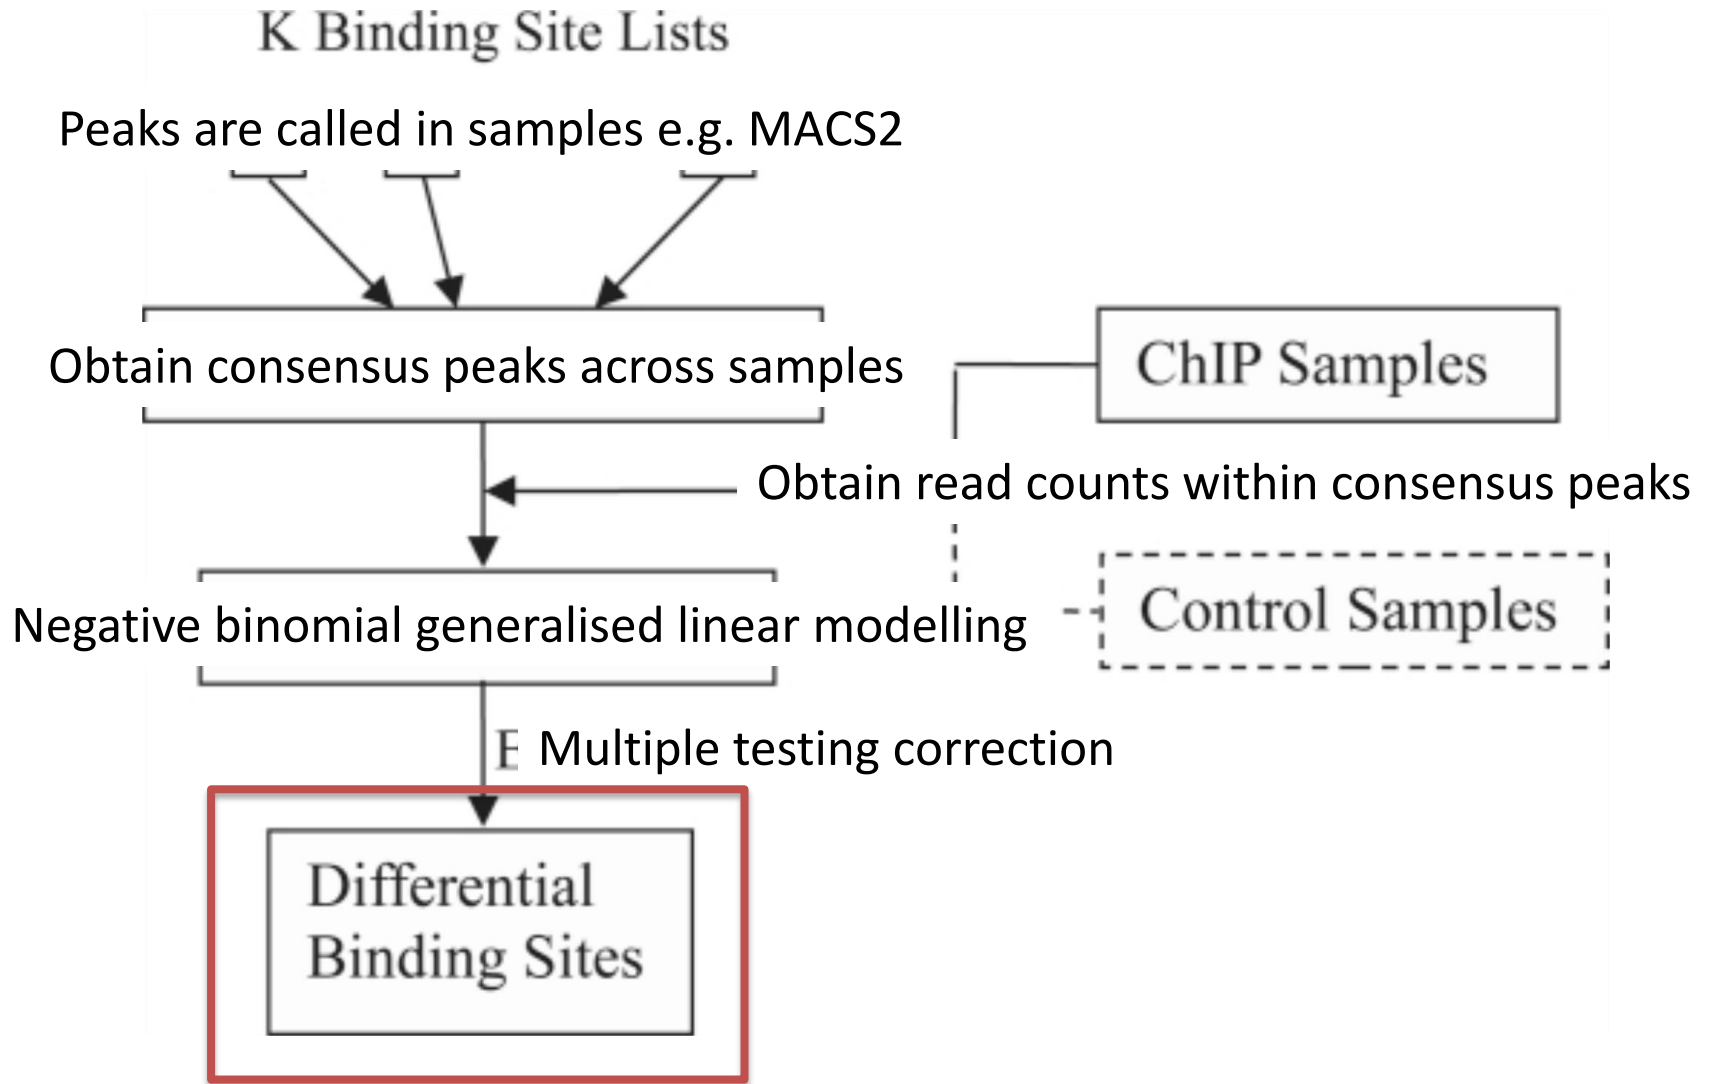 K Binding Site Lists
Peaks are called in samples e.g. MACS2
Obtain consensus peaks across samples
ChIP Samples
Obtain read counts within consensus peaks
Negative binomial generalised linear modelling
Control Samples
Multiple testing correction
Differential
Binding Sites